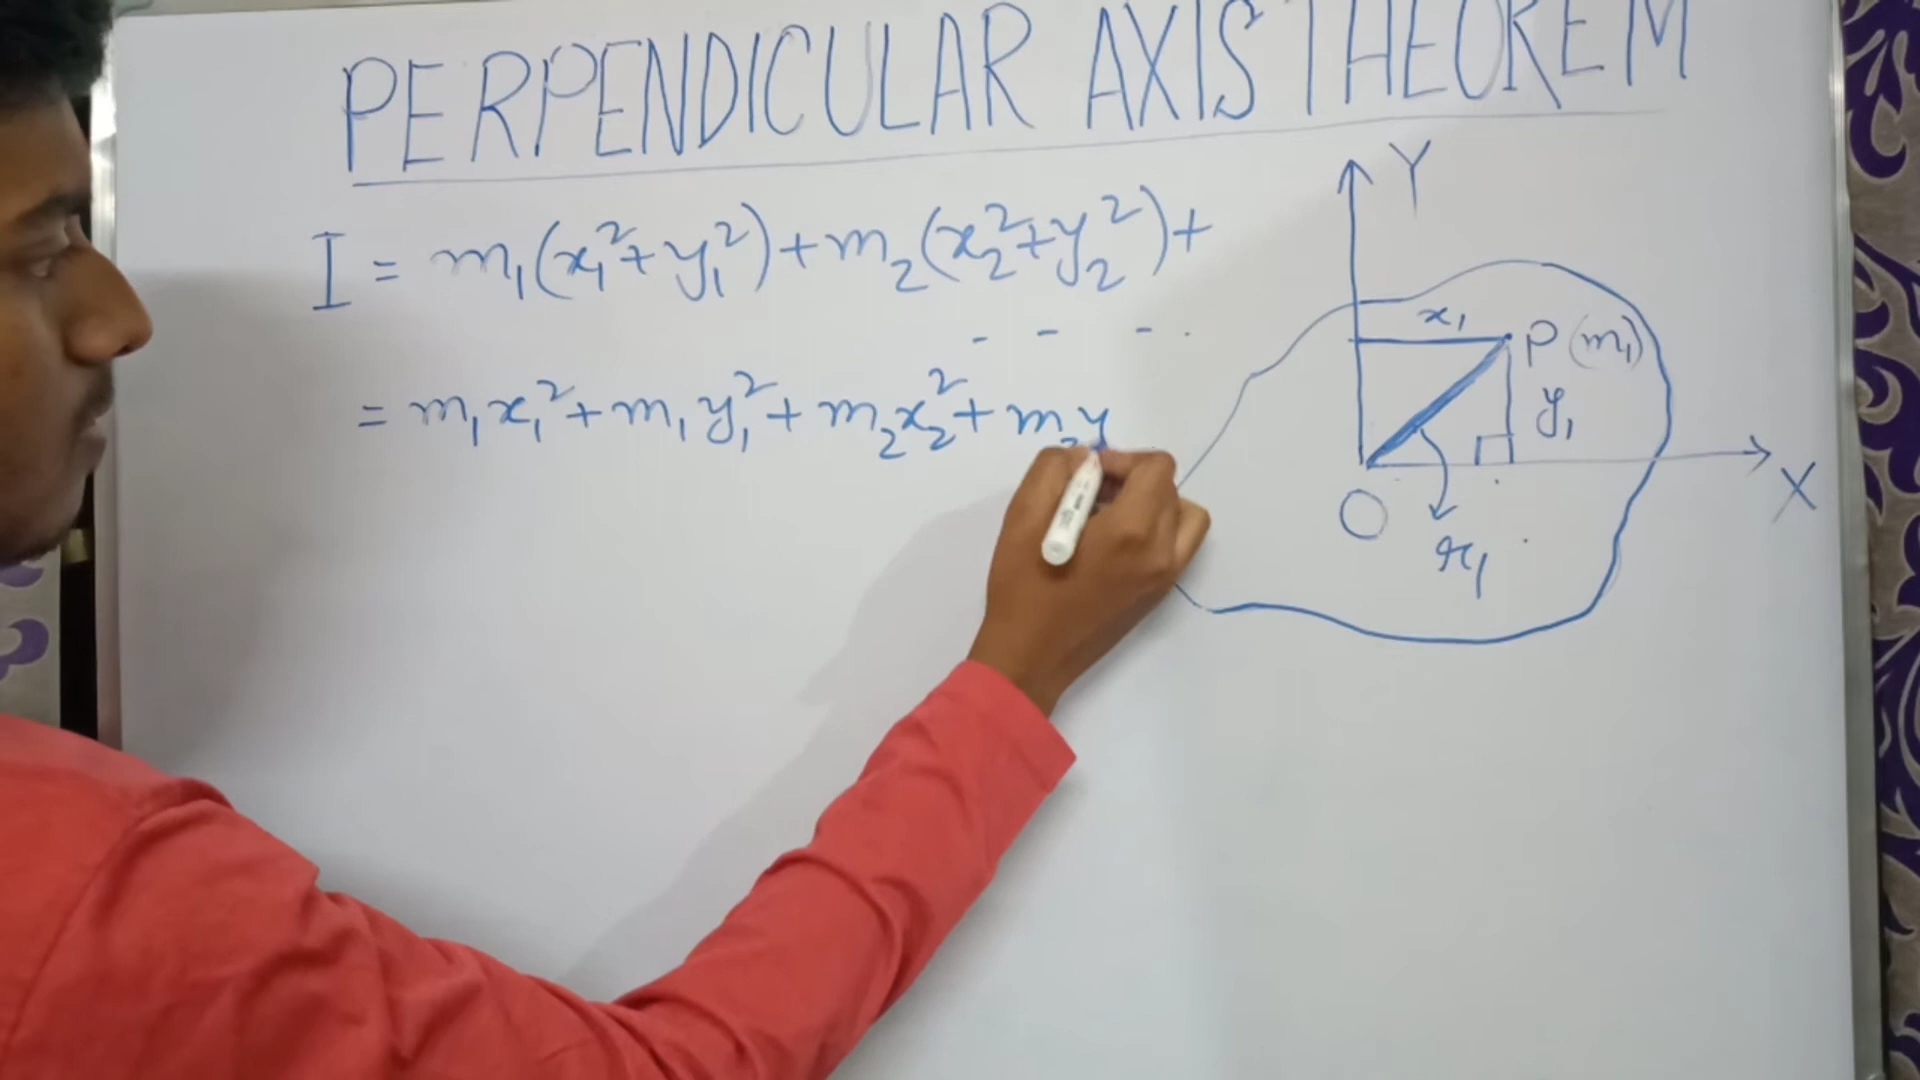 PERPENDICULAR AXIS THEOREM
I = m₁(x₁²+y₁²)+m₂(x₂²+y₂²)+
- - - .
= m₁x₁²+m₁y₁²+m₂x₂²+m₂y
Y
x₁
P (m₁)
y₁
X
O
r₁